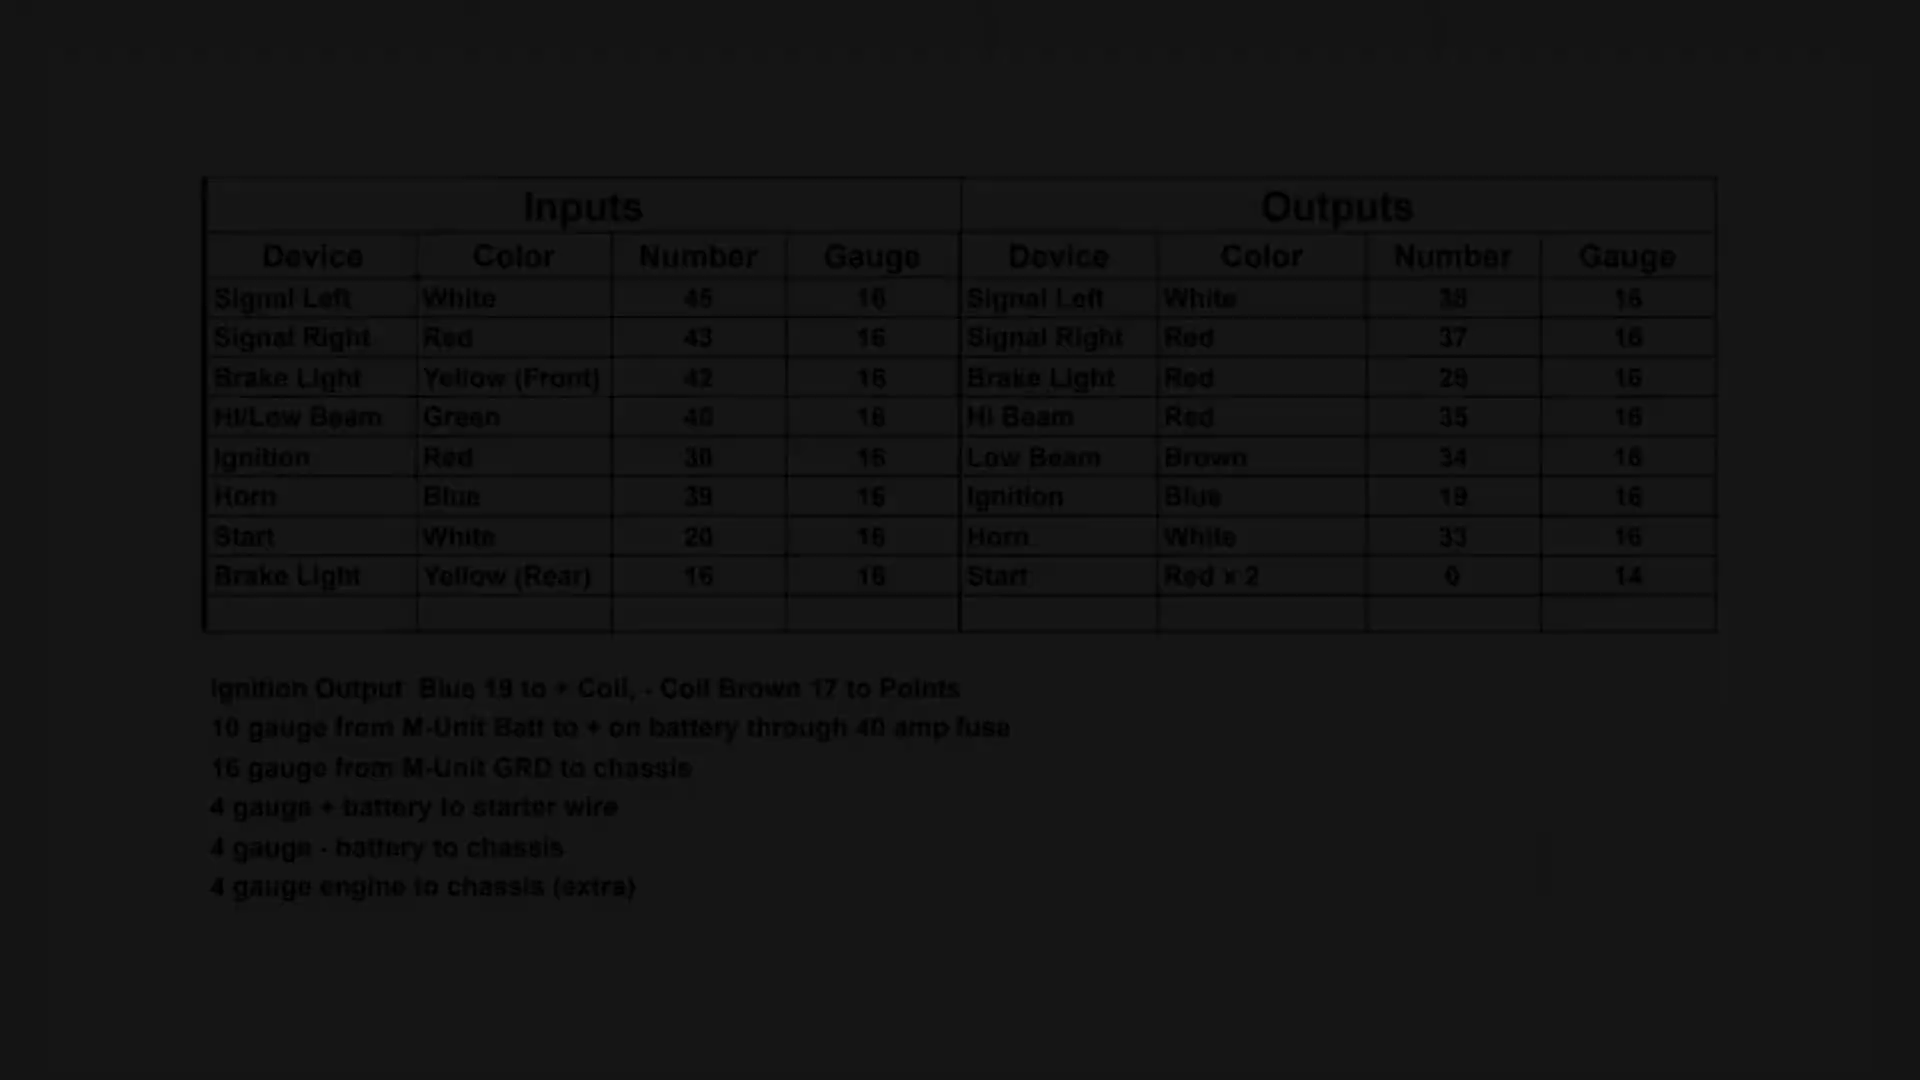 Inputs Outputs
Device Color Number Gauge Device Color Number Gauge
Signal Left White 45 16 Signal Left White 38 16
Signal Right Red 43 16 Signal Right Red 37 16
Brake Light Yellow (Front) 42 16 Brake Light Red 16
Hi/Low Beam Green 40 16 Hi Beam Red 35 16
Ignition Red 30 16 Low Beam Brown 34 16
Horn Blue 39 16 Ignition Blue 19 16
Start White 20 16 Horn White 33 16
Brake Light Yellow (Rear) 16 16 Start Red x 2 0 14
Ignition Output Blue 19 to + Coil, - Coil Brown 17 to Points
10 gauge from M-Unit Batt to + on battery through 40 amp fuse
16 gauge from M-Unit GRD to chassis
4 gauge + battery to starter wire
4 gauge - battery to chassis
4 gauge engine to chassis (extra)